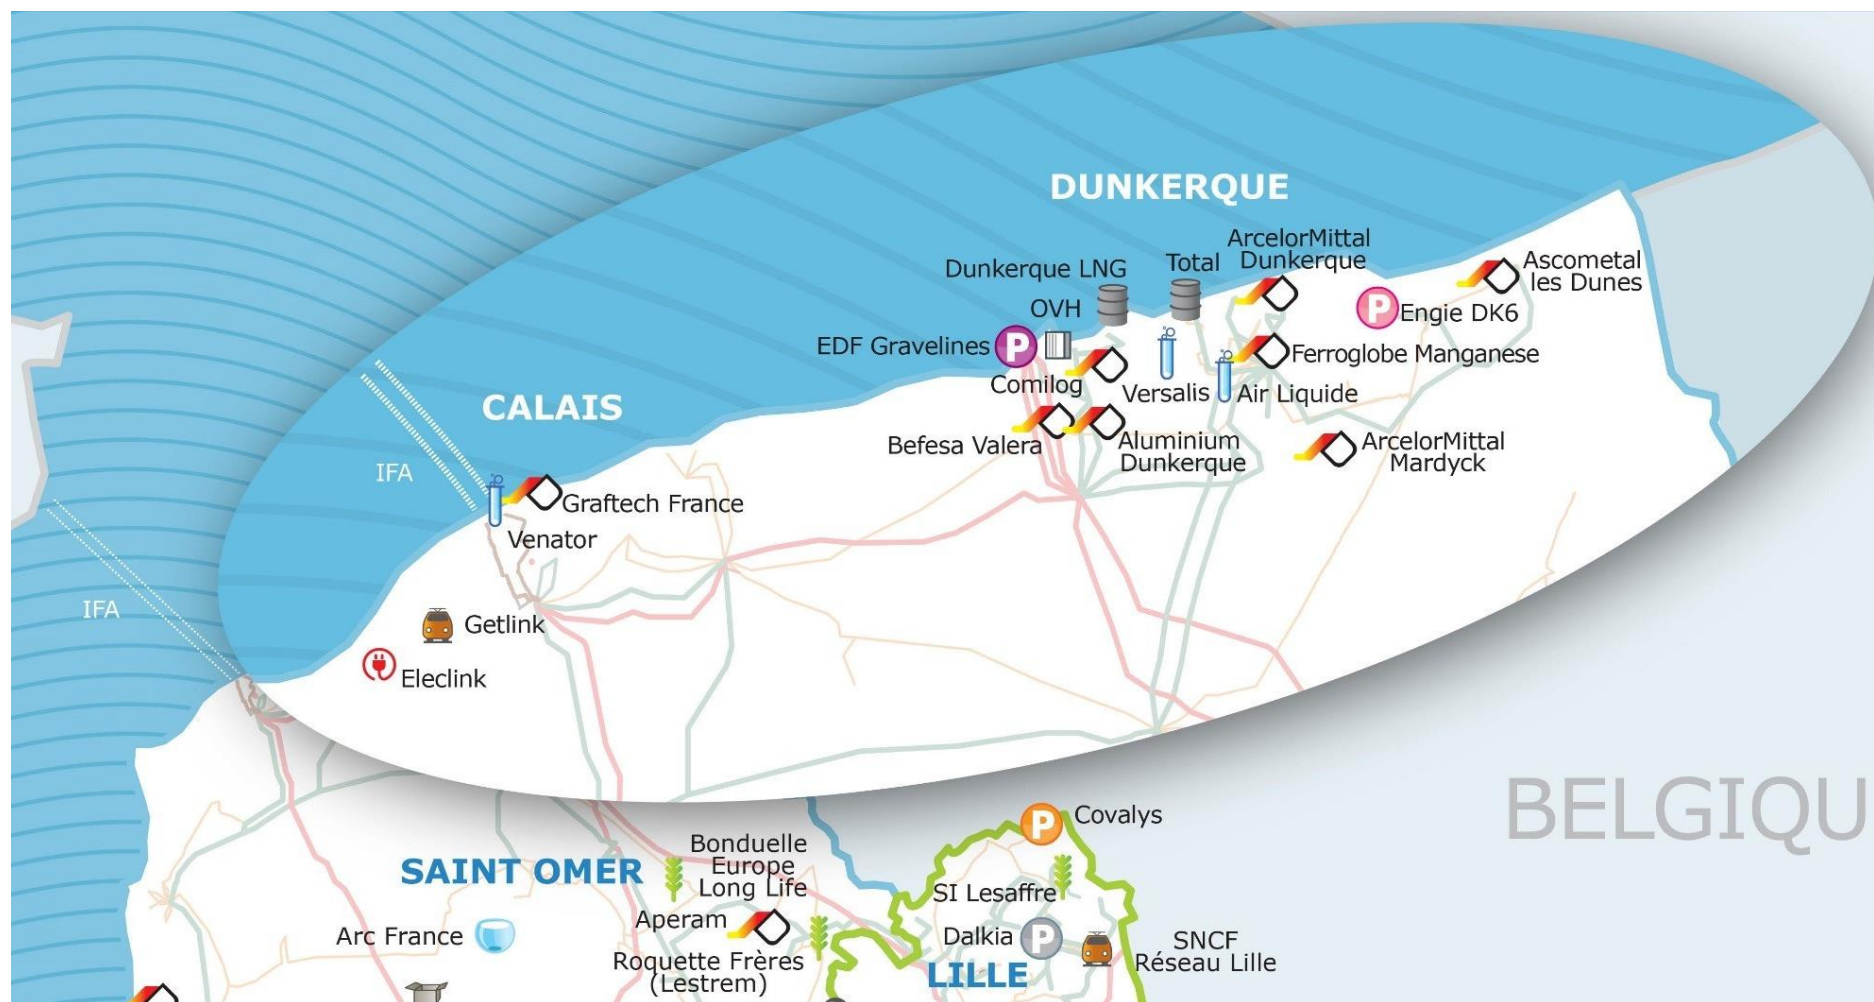 DUNKERQUE
ArcelorMittal
Dunkerque
Total
Dunkerque LNG
Ascometal
les Dunes
OVH
P
Engie DK6
EDF Gravelines
P
Ferroglobe Manganese
Comilog
Versalis
Air Liquide
CALAIS
Befesa Valera
Aluminium
Dunkerque
ArcelorMittal
Mardyck
IFA
Graftech France
Venator
IFA
Getlink
Eleclink
BELGIQU
P
Covalys
Bonduelle
Europe
Long Life
SAINT OMER
SI Lesaffre
Aperam
Arc France
Dalkia
P
SNCF
Réseau Lille
Roquette Frères
(Lestrem)
LILLE